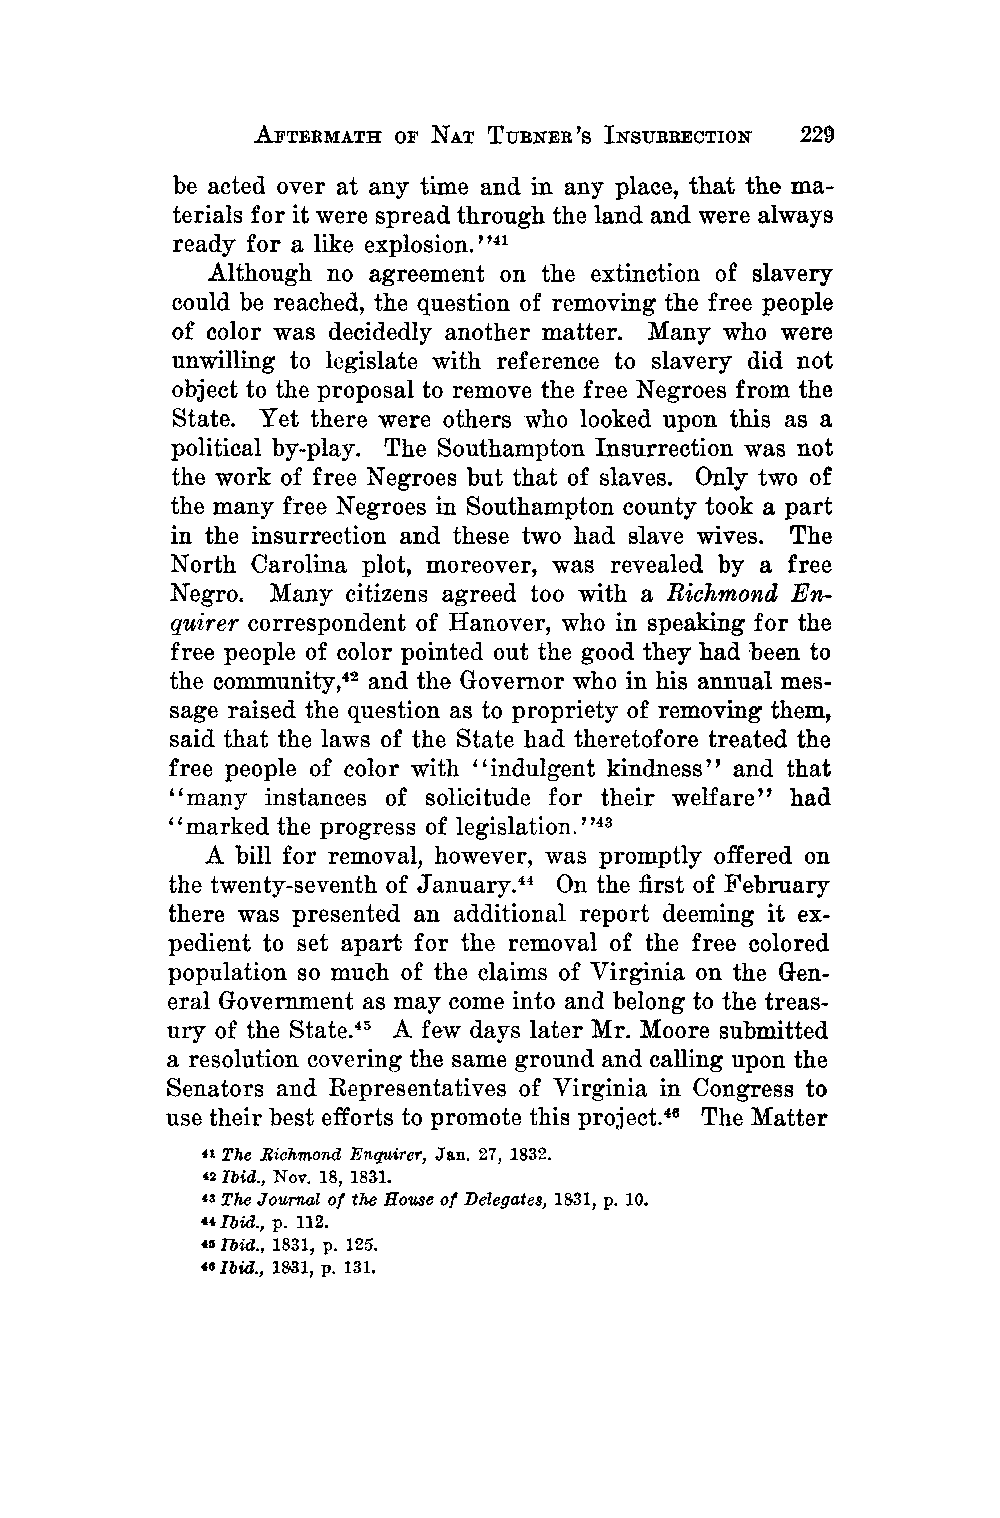 AFTERMATH OF NAT TURNER'S INSURRECTION 229
be acted over at any time and in any place, that the ma-
terials for it were spread through the land and were always
ready for a like explosion.''41
Although no agreement on the extinction of slavery
could be reached, the question of removing the free people
of color was decidedly another matter. Many who were
unwilling to legislate with reference to slavery did not
object to the proposal to remove the free Negroes from the
State. Yet there were others who looked upon this as a
political by-play. The Southampton Insurrection was not
the work of free Negroes but that of slaves. Only two of
the many free Negroes in Southampton county took a part
in the insurrection and these two had slave wives. The
North Carolina plot, moreover, was revealed by a free
Negro. Many citizens agreed too with a Richmond En-
quirer correspondent of Hanover, who in speaking for the
free people of color pointed out the good they had been to
the community,42 and the Governor who in his annual mes-
sage raised the question as to propriety of removing them,
said that the laws of the State had theretofore treated the
free people of color with ''indulgent kindness'' and that
''many instances of solicitude for their welfare'' had
''marked the progress of legislation.''43
A bill for removal, however, was promptly offered on
the twenty-seventh of January.44 On the first of February
there was presented an additional report deeming it ex-
pedient to set apart for the removal of the free colored
population so much of the claims of Virginia on the Gen-
eral Government as may come into and belong to the treas-
ury of the State.45 A few days later Mr. Moore submitted
a resolution covering the same ground and calling upon the
Senators and Representatives of Virginia in Congress to
use their best efforts to promote this project.46 The Matter
41 The Richmond Enquirer, Jan. 27, 1832.
42 Ibid., Nov. 18, 1831.
43 The Journal of the House of Delegates, 1831, p. 10.
44 Ibid., p. 112.
45 Ibid., 1831, p. 125.
46 Ibid., 1831, p. 131.